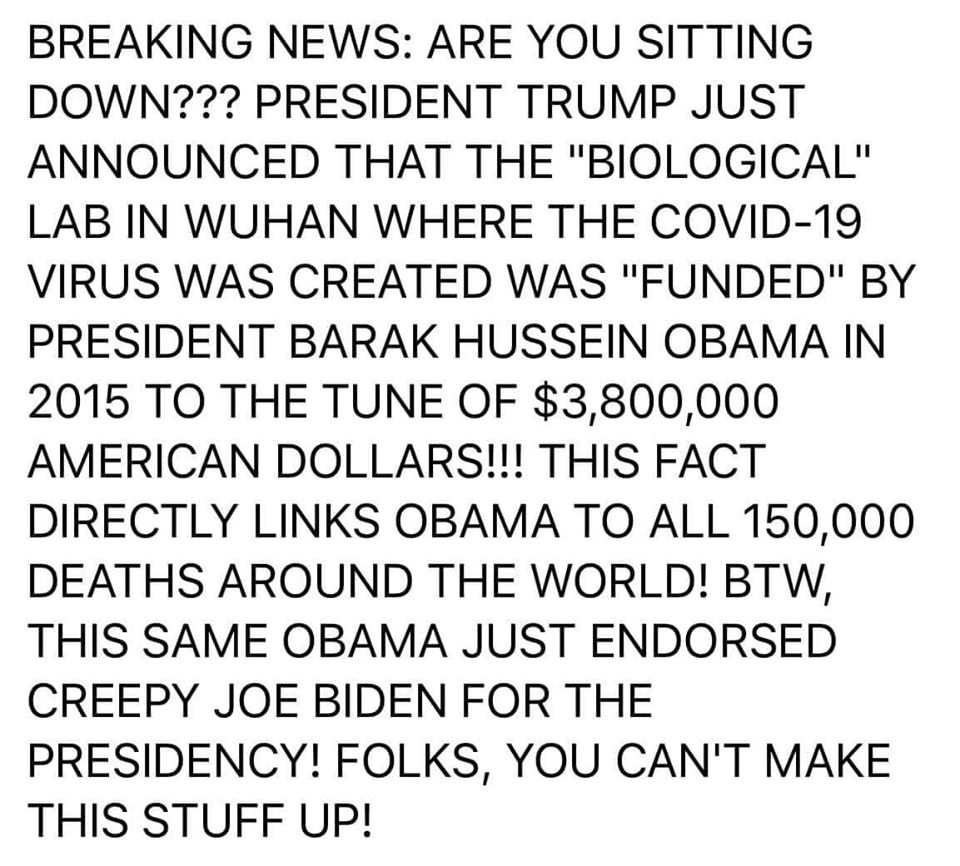 BREAKING NEWS: ARE YOU SITTING
DOWN??? PRESIDENT TRUMP JUST
ANNOUNCED THAT THE "BIOLOGICAL"
LAB IN WUHAN WHERE THE COVID-19
VIRUS WAS CREATED WAS "FUNDED" BY
PRESIDENT BARAK HUSSEIN OBAMA IN
2015 TO THE TUNE OF $3,800,000
AMERICAN DOLLARS!!! THIS FACT
DIRECTLY LINKS OBAMA TO ALL 150,000
DEATHS AROUND THE WORLD! BTW,
THIS SAME OBAMA JUST ENDORSED
CREEPY JOE BIDEN FOR THE
PRESIDENCY! FOLKS, YOU CAN'T MAKE
THIS STUFF UP!